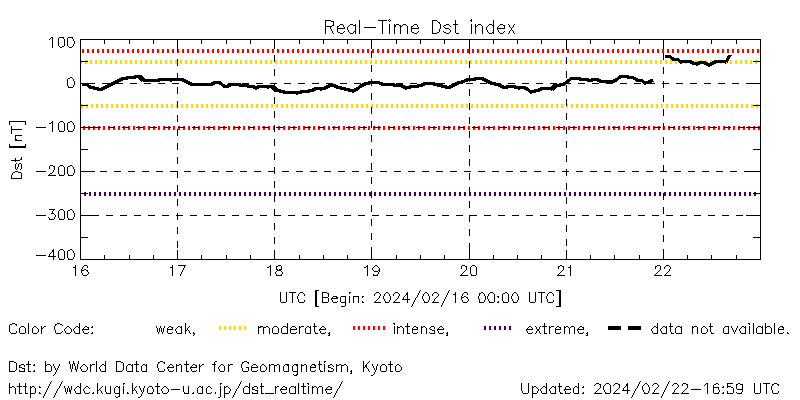 Real-Time Dst index
100
0
-100
-200
-300
-400
Dst [nT]
16 17 18 19 20 21 22
UTC [Begin: 2024/02/16 00:00 UTC]
Color Code: weak, moderate, intense, extreme, data not available.
Dst: by World Data Center for Geomagnetism, Kyoto
http://wdc.kugi.kyoto-u.ac.jp/dst_realtime/ Updated: 2024/02/22-16:59 UTC